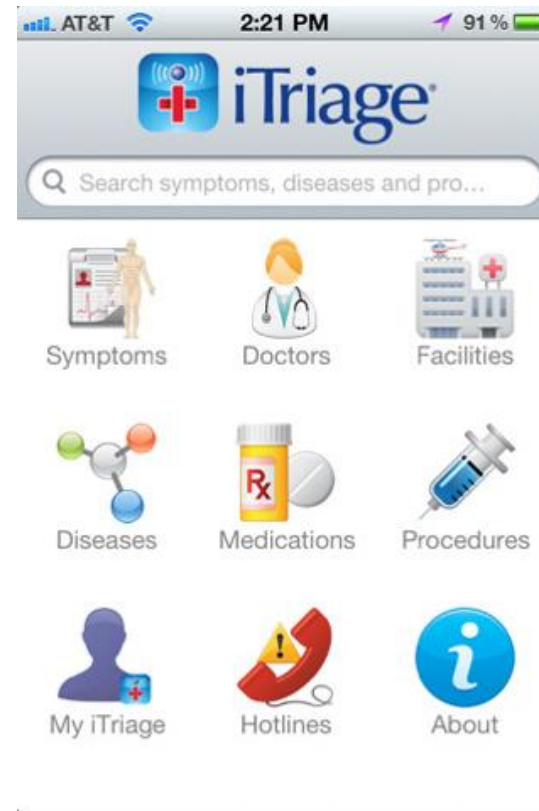 AT&T 2:21 PM 91%
iTriage®
Search symptoms, diseases and pro...
Symptoms Doctors Facilities
Rx
Diseases Medications Procedures
My iTriage Hotlines About